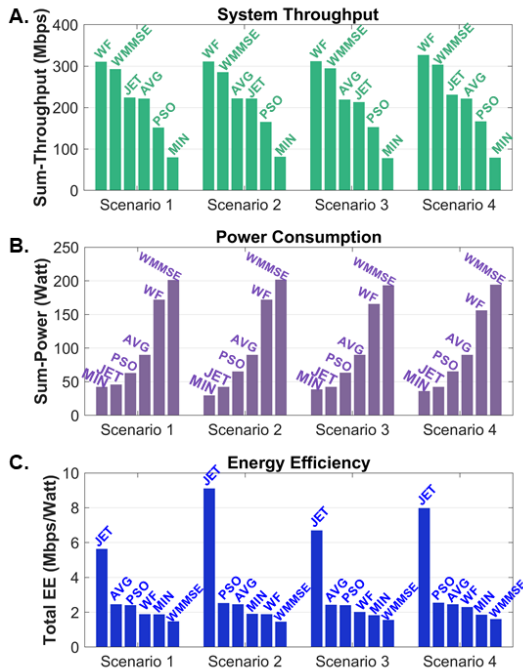 A.
System Throughput
Sum-Throughput (Mbps)
400
300
200
100
0
WF WMMSE JET AVG PSO MIN
WF WMMSE AVG JET PSO MIN
WF WMMSE AVG JET PSO MIN
WF WMMSE JET AVG PSO MIN
Scenario 1 Scenario 2 Scenario 3 Scenario 4
B.
Power Consumption
Sum-Power (Watt)
250
200
150
100
50
0
MIN JET PSO AVG WF WMMSE
MIN JET PSO AVG WF WMMSE
MIN JET PSO AVG WF WMMSE
MIN JET PSO AVG WF WMMSE
Scenario 1 Scenario 2 Scenario 3 Scenario 4
C.
Energy Efficiency
Total EE (Mbps/Watt)
10
8
6
4
2
0
JET AVG PSO WF MIN WMMSE
JET PSO AVG MIN WF WMMSE
JET AVG PSO WF MIN WMMSE
JET PSO AVG WF MIN WMMSE
Scenario 1 Scenario 2 Scenario 3 Scenario 4